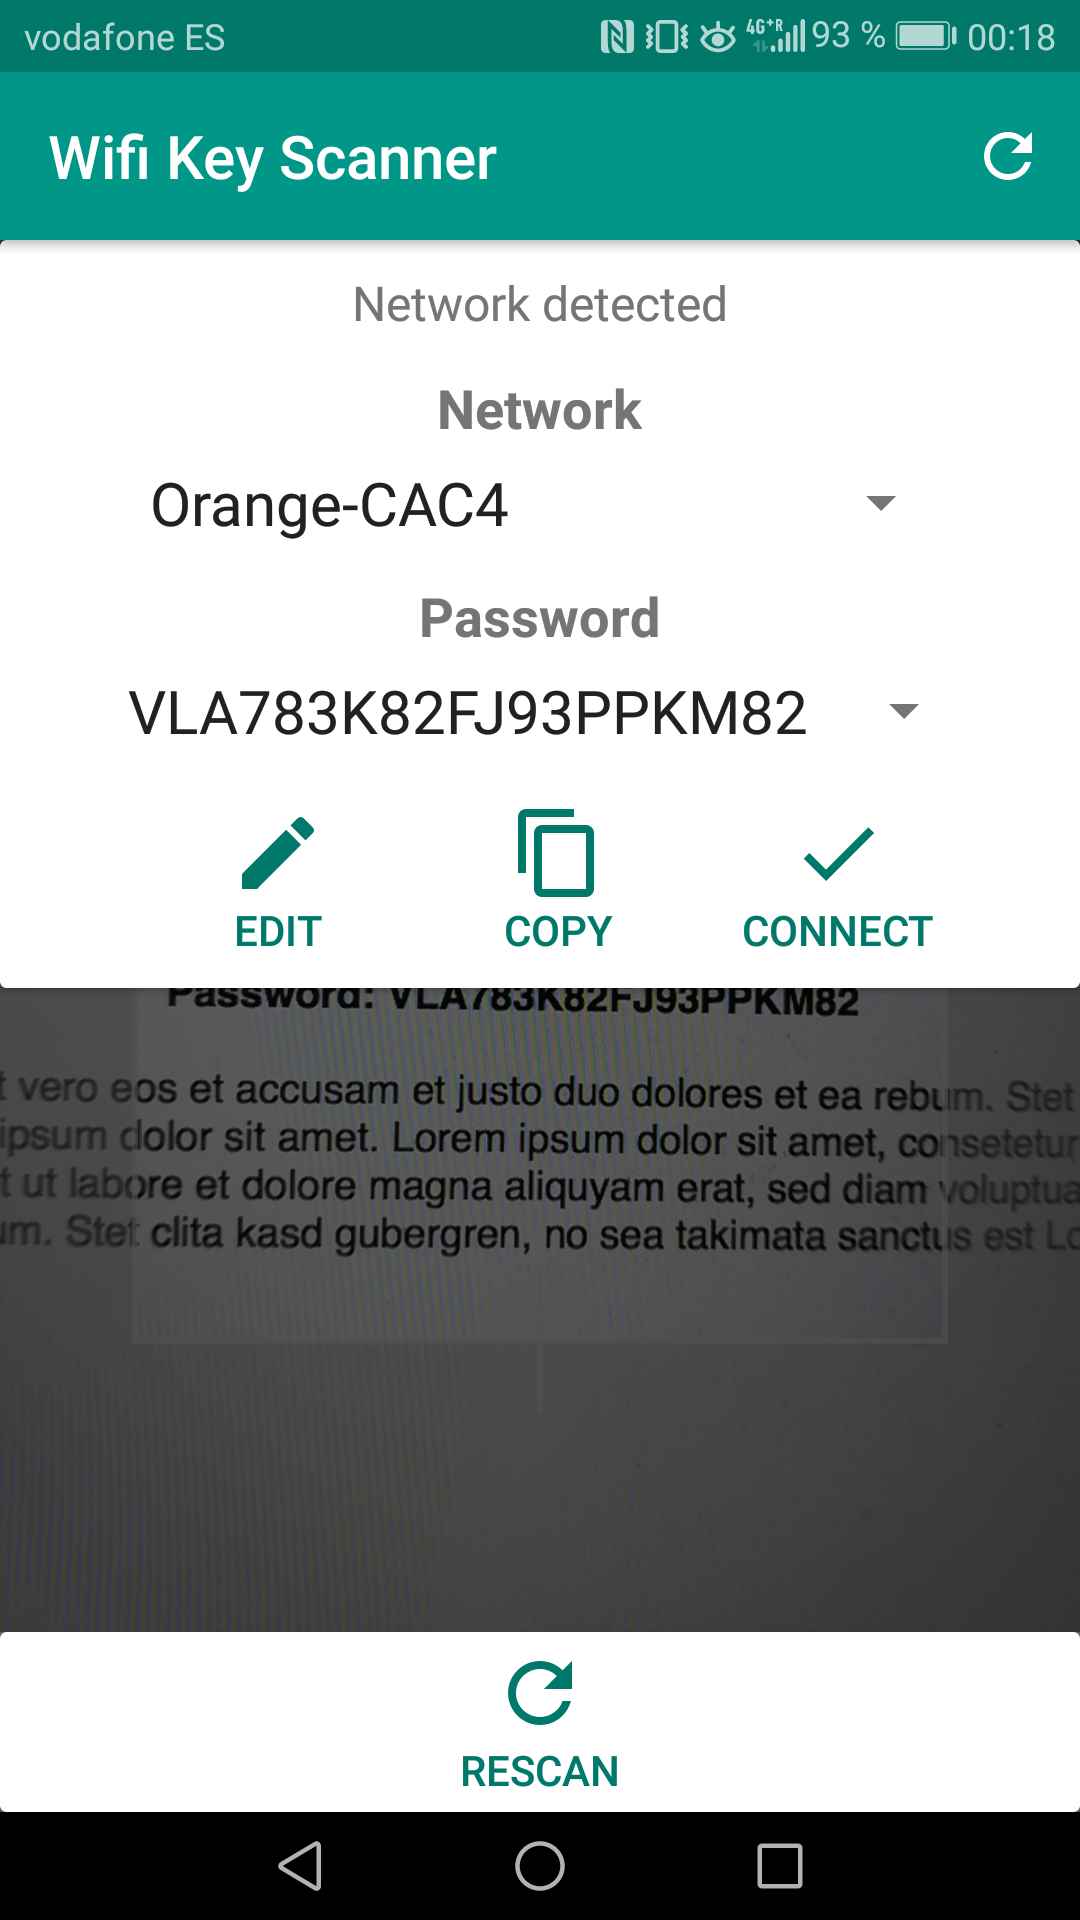 vodafone ES 4G+R 93 % 00:18
Wifi Key Scanner
Network detected
Network
Orange-CAC4
Password
VLA783K82FJ93PPKM82
EDIT COPY CONNECT
Password: VLA783K82FJ93PPKM82
t vero eos et accusam et justo duo dolores et ea rebum. Stet
ipsum dolor sit amet. Lorem ipsum dolor sit amet, consetetur
t ut labore et dolore magna aliquyam erat, sed diam voluptua
um. Stet clita kasd gubergren, no sea takimata sanctus est Lo
RESCAN